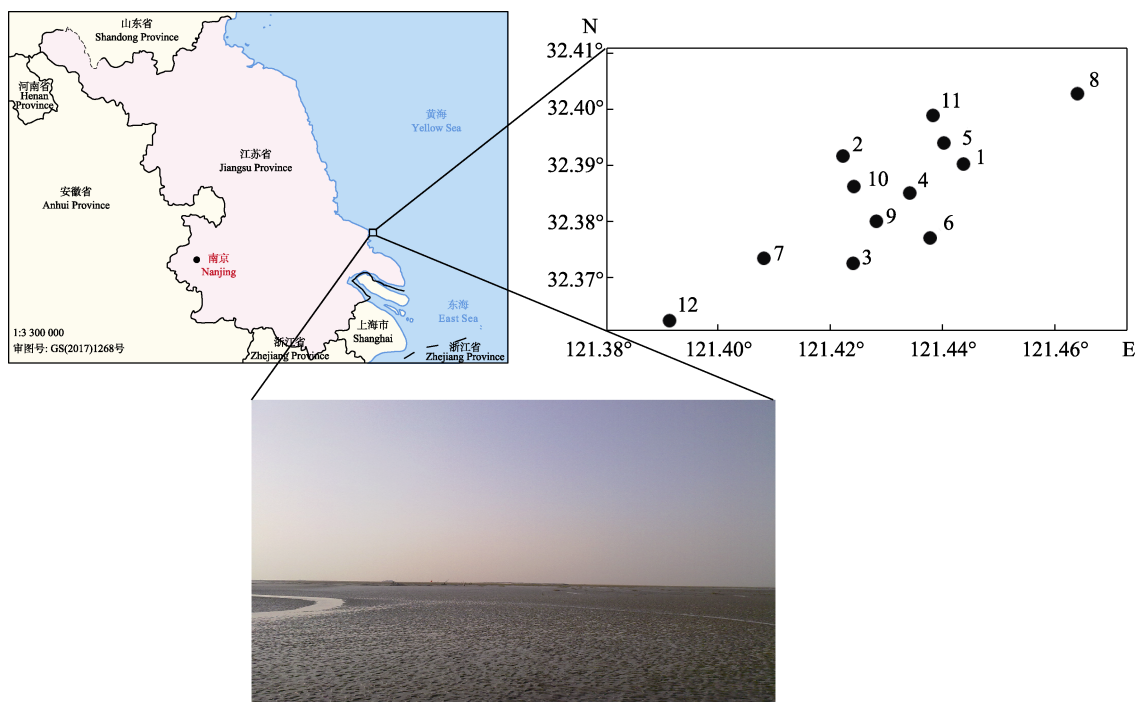 山东省
Shandong Province
河南省
Henan
Province
黄海
Yellow Sea
江苏省
Jiangsu Province
安徽省
Anhui Province
南京
Nanjing
东海
East Sea
上海市
Shanghai
浙江省
Zhejiang Province
浙江省
Zhejiang Province
1:3 300 000
审图号: GS(2017)1268号
N
32.41°
32.40°
32.39°
32.38°
32.37°
8
11
5
2
1
10
4
9
6
7
3
12
121.38
121.40°
121.42°
121.44°
121.46°
E